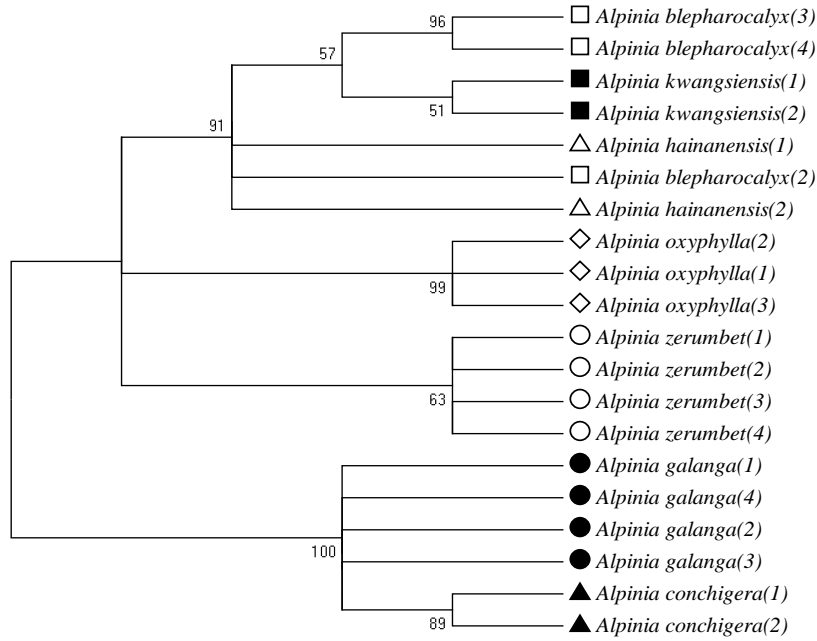 96
Alpinia blepharocalyx(3)
Alpinia blepharocalyx(4)
57
Alpinia kwangsiensis(1)
51
Alpinia kwangsiensis(2)
91
Alpinia hainanensis(1)
Alpinia blepharocalyx(2)
Alpinia hainanensis(2)
Alpinia oxyphylla(2)
Alpinia oxyphylla(1)
99
Alpinia oxyphylla(3)
Alpinia zerumbet(1)
Alpinia zerumbet(2)
63
Alpinia zerumbet(3)
Alpinia zerumbet(4)
Alpinia galanga(1)
Alpinia galanga(4)
Alpinia galanga(2)
100
Alpinia galanga(3)
Alpinia conchigera(1)
89
Alpinia conchigera(2)